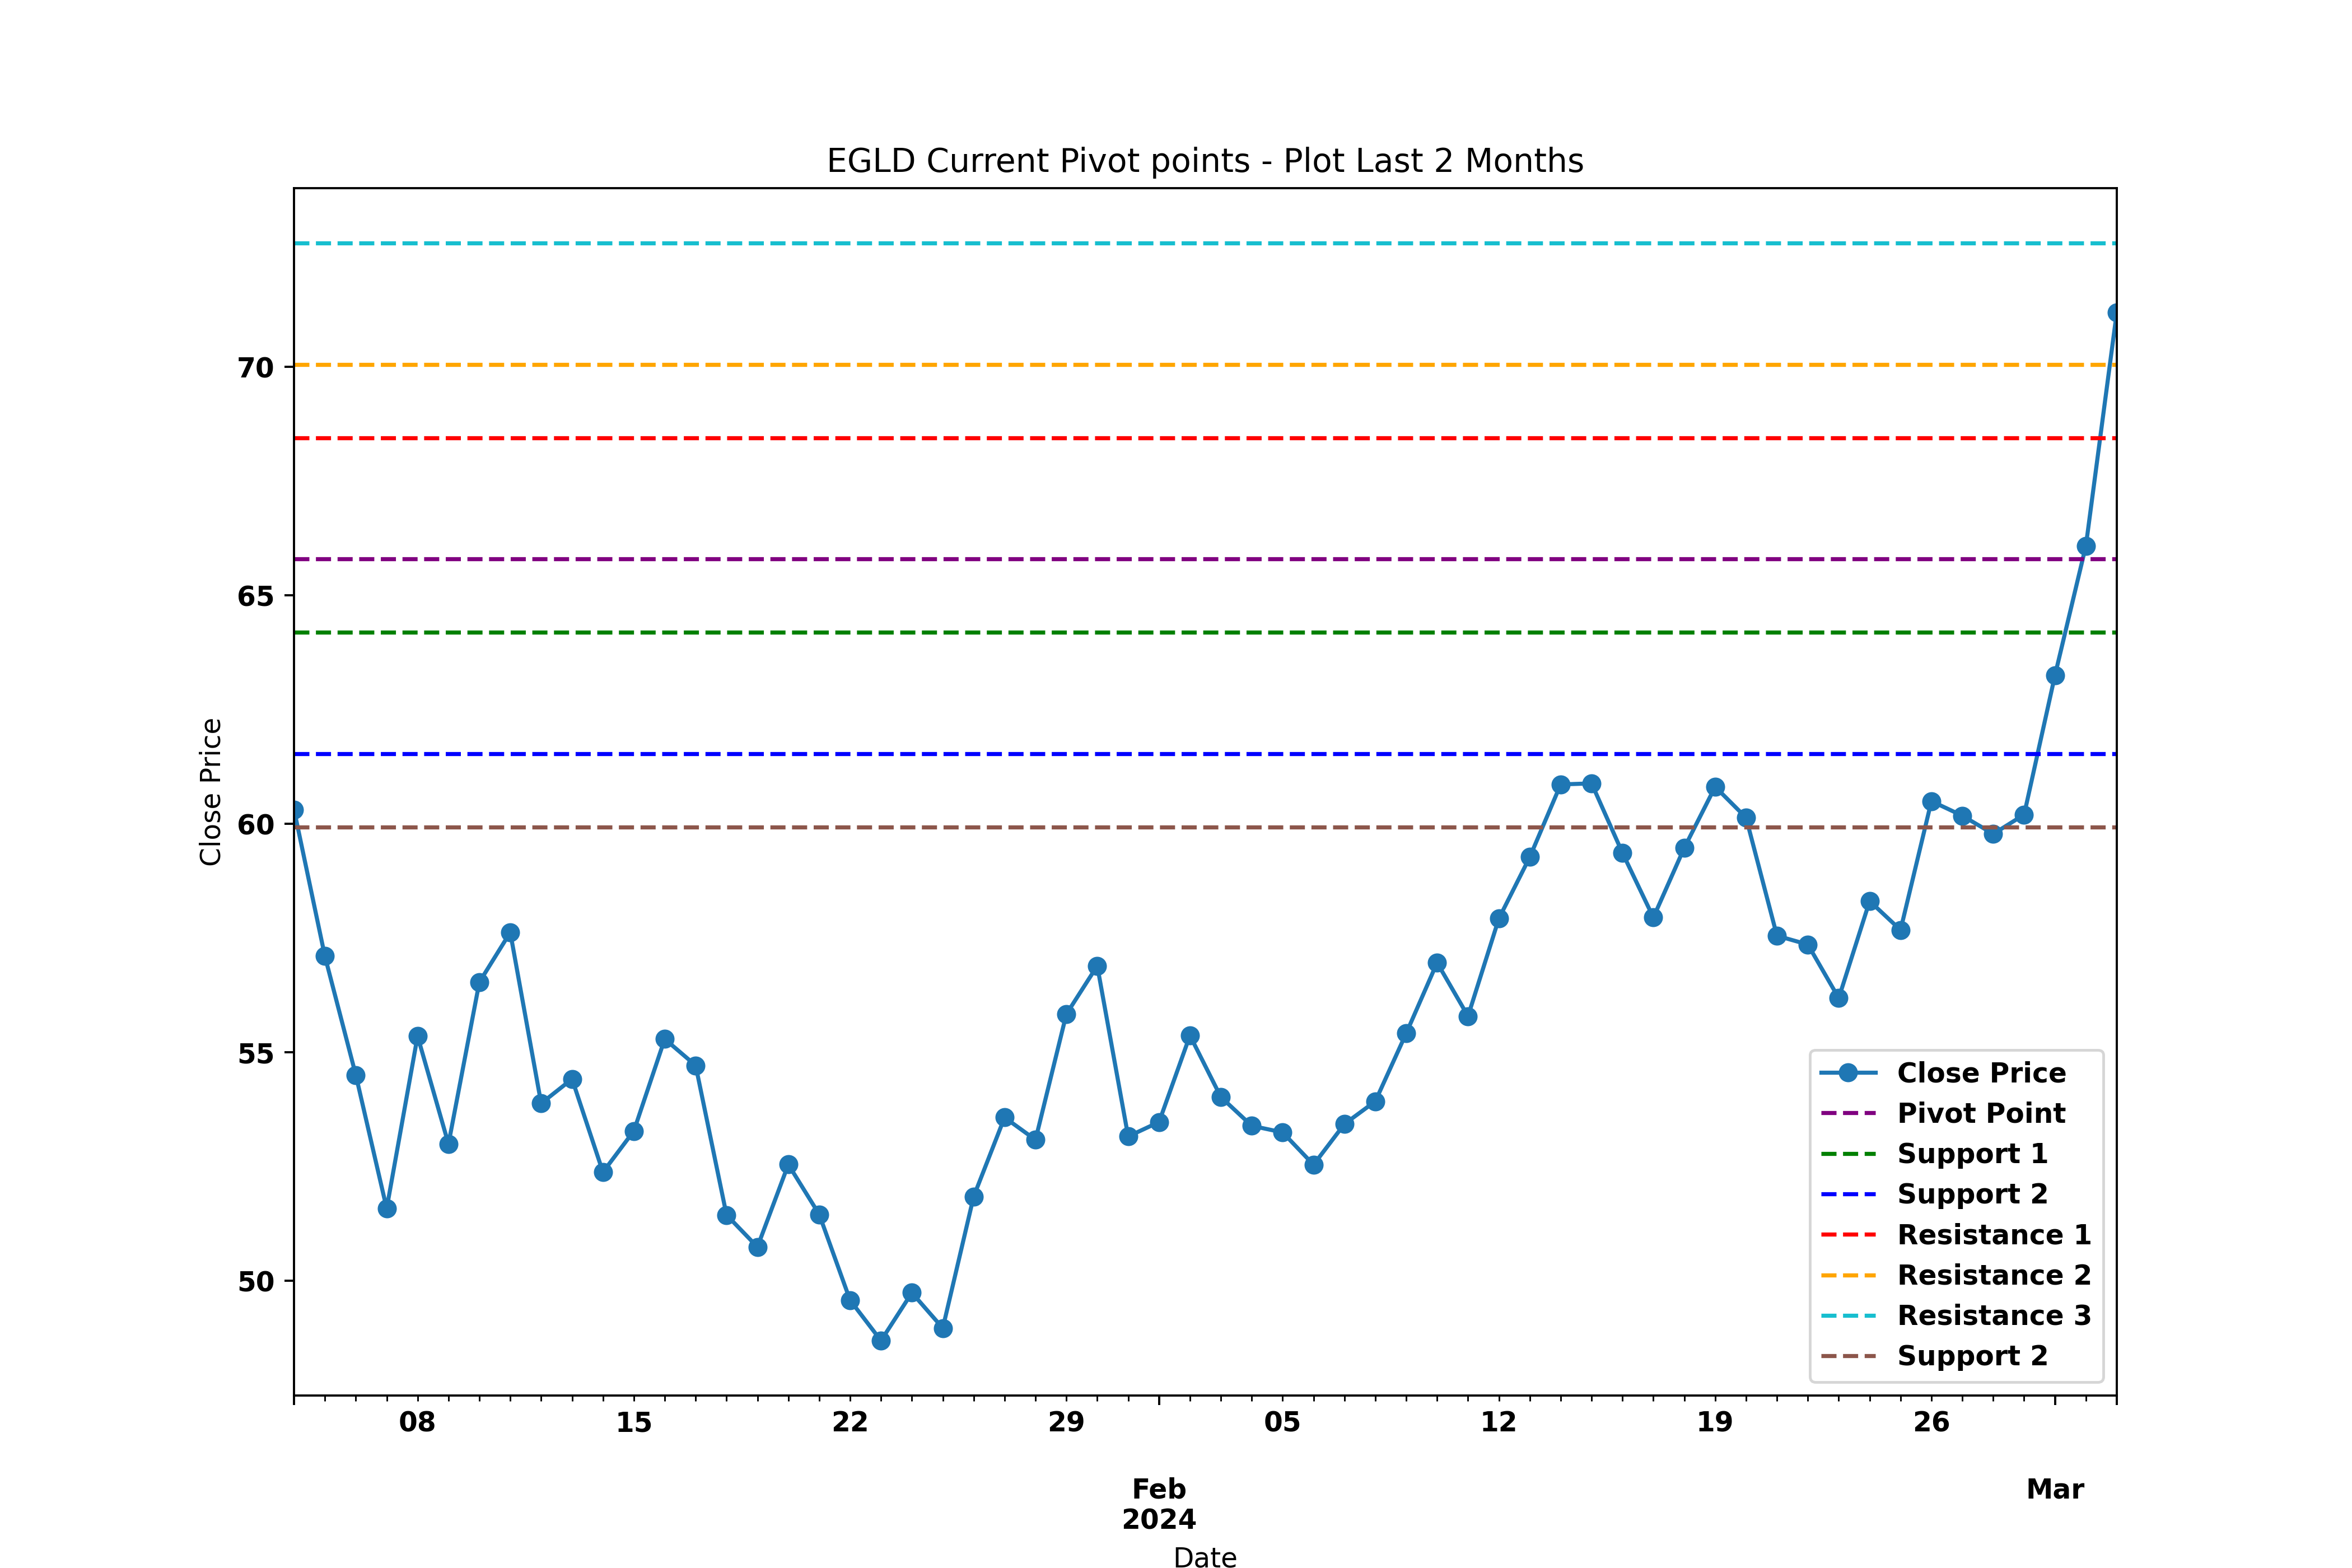 EGLD Current Pivot points - Plot Last 2 Months
Close Price
70
65
60
55
50
Close Price
Pivot Point
Support 1
Support 2
Resistance 1
Resistance 2
Resistance 3
Support 2
08 15 22 29 05 12 19 26
Feb Mar
2024
Date